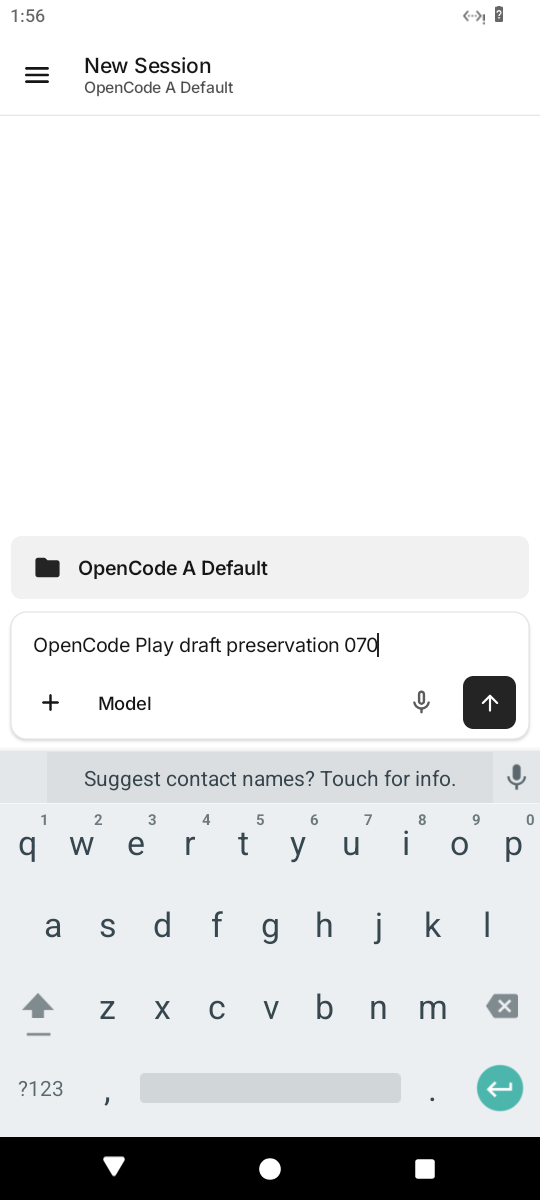 1:56
New Session
OpenCode A Default
OpenCode A Default
OpenCode Play draft preservation 070
Model
Suggest contact names? Touch for info.
1 2 3 4 5 6 7 8 9 0
q w e r t y u i o p
a s d f g h j k l
z x c v b n m
?123 , .